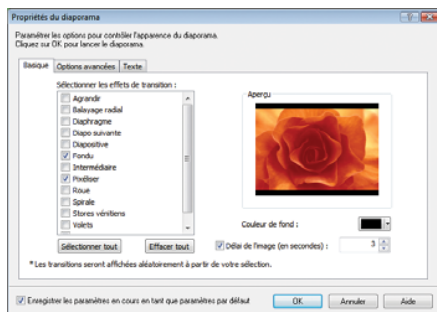 Propriétés du diaporama
Paramétrer les options pour contrôler l'apparence du diaporama.
Cliquez sur OK pour lancer le diaporama.
Basique Options avancées Texte
Sélectionner les effets de transition :
Agrandir
Balayage radial
Diaphragme
Diapo suivante
Diapositive
Fondu
Intermédiaire
Pixéliser
Roue
Spirale
Stores vénitiens
Volets
Sélectionner tout Effacer tout
Aperçu
Couleur de fond :
Délai de l'image (en secondes) : 3
* Les transitions seront affichées aléatoirement à partir de votre sélection.
Enregistrer les paramètres en cours en tant que paramètres par défaut
OK Annuler Aide